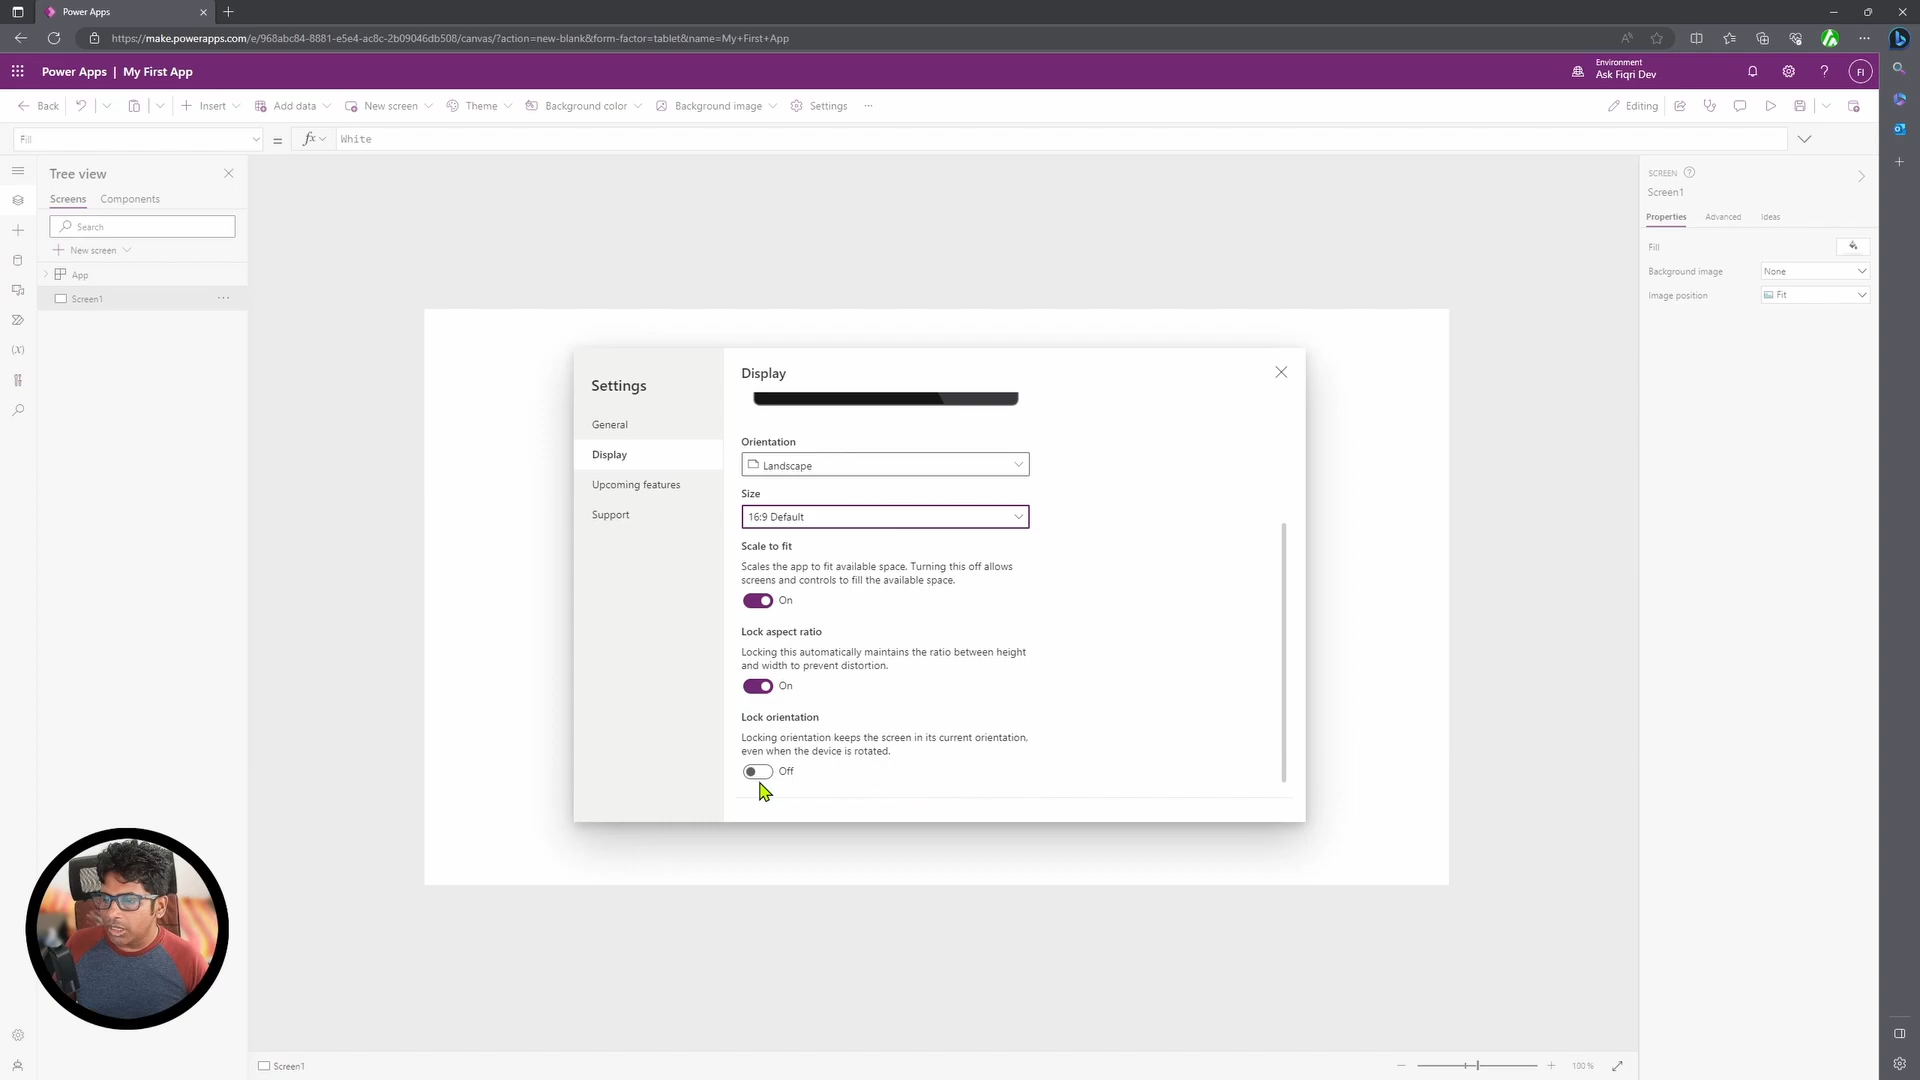 Power Apps
https://make.powerapps.com/e/968abc84-8881-e5e4-ac8c-2b09046db508/canvas/?action=new-blank&form-factor=tablet&name=My+First+App
Power Apps | My First App
Environment
Ask Fiqri Dev
FI
Back
Insert
Add data
New screen
Theme
Background color
Background image
Settings
Editing
Fill
=
fx
White
Tree view
Screens
Components
Search
New screen
App
Screen1
SCREEN
Screen1
Properties
Advanced
Ideas
Fill
Background image
None
Image position
Fit
Settings
General
Display
Upcoming features
Support
Display
Orientation
Landscape
Size
16:9 Default
Scale to fit
Scales the app to fit available space. Turning this off allows
screens and controls to fill the available space.
On
Lock aspect ratio
Locking this automatically maintains the ratio between height
and width to prevent distortion.
On
Lock orientation
Locking orientation keeps the screen in its current orientation,
even when the device is rotated.
Off
Screen1
100 %